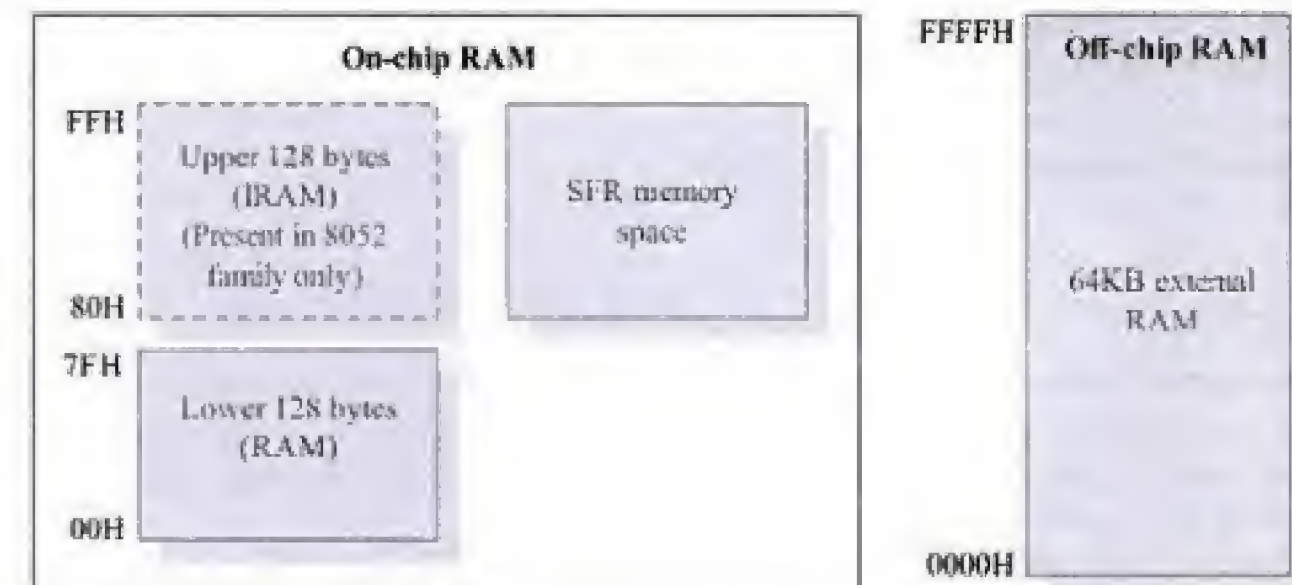 On-chip RAM
FFH
Upper 128 bytes
(IRAM)
(Present in 8052
family only)
80H
SFR memory
space
7FH
Lower 128 bytes
(RAM)
00H
FFFFH
Off-chip RAM
64KB external
RAM
0000H